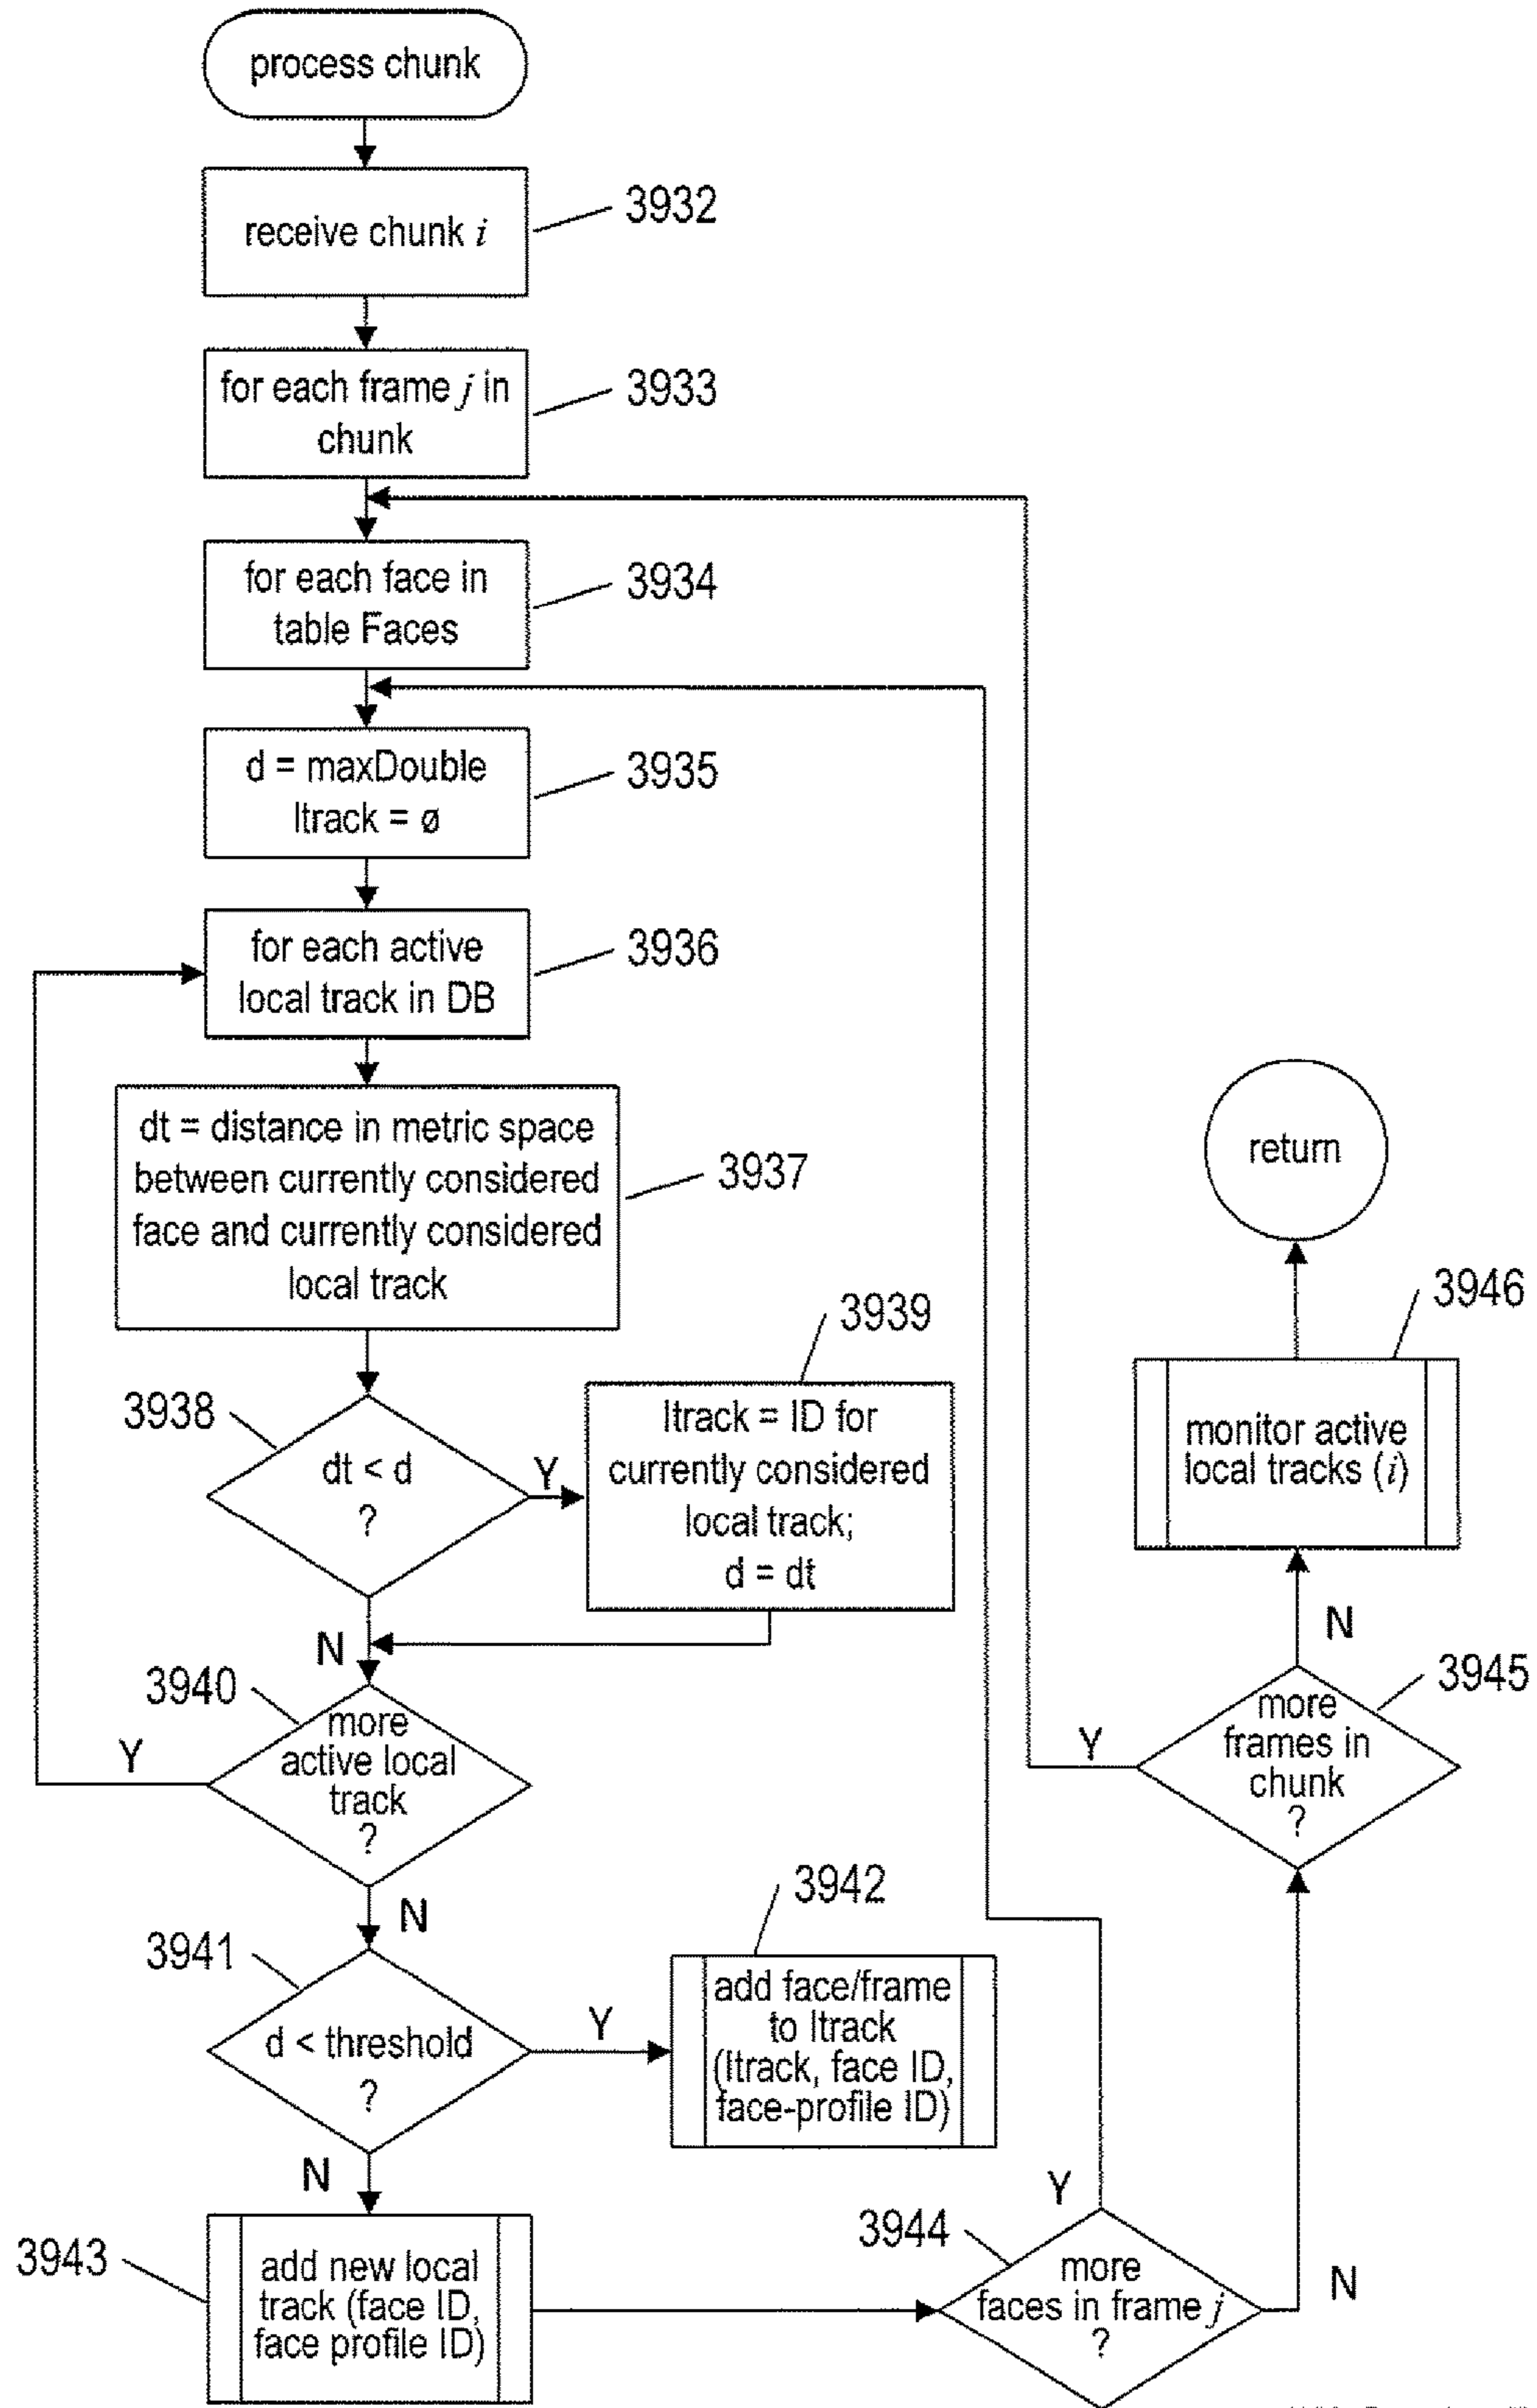 process chunk
receive chunk i
3932
for each frame j in
chunk
3933
for each face in
table Faces
3934
d = maxDouble
ltrack = ø
3935
for each active
local track in DB
3936
dt = distance in metric space
between currently considered
face and currently considered
local track
3937
3938
dt < d
?
Y
N
3939
ltrack = ID for
currently considered
local track;
d = dt
3940
more
active local
track
?
Y
N
3941
d < threshold
?
Y
N
3942
add face/frame
to ltrack
(ltrack, face ID,
face-profile ID)
3943
add new local
track (face ID,
face profile ID)
3944
more
faces in frame j
?
Y
N
3945
more
frames in
chunk
?
Y
N
3946
monitor active
local tracks (i)
return